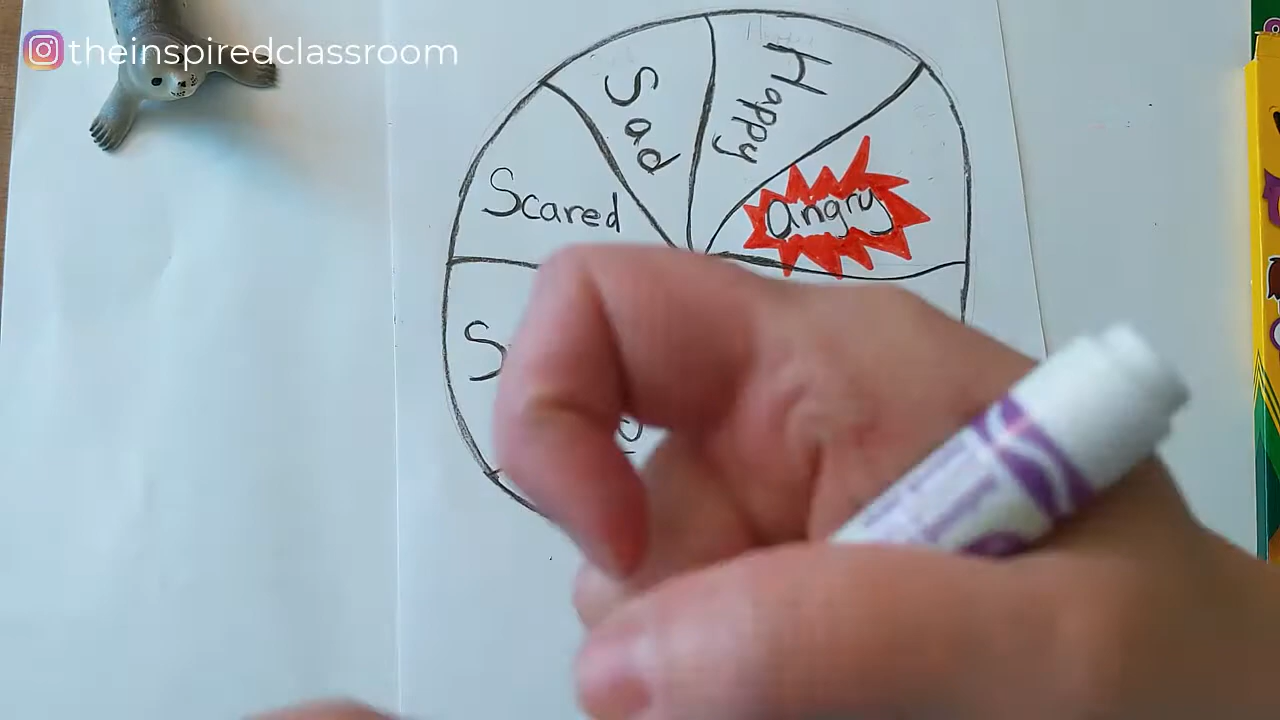 theinspiredclassroom
Sad
Happy
Scared
angry